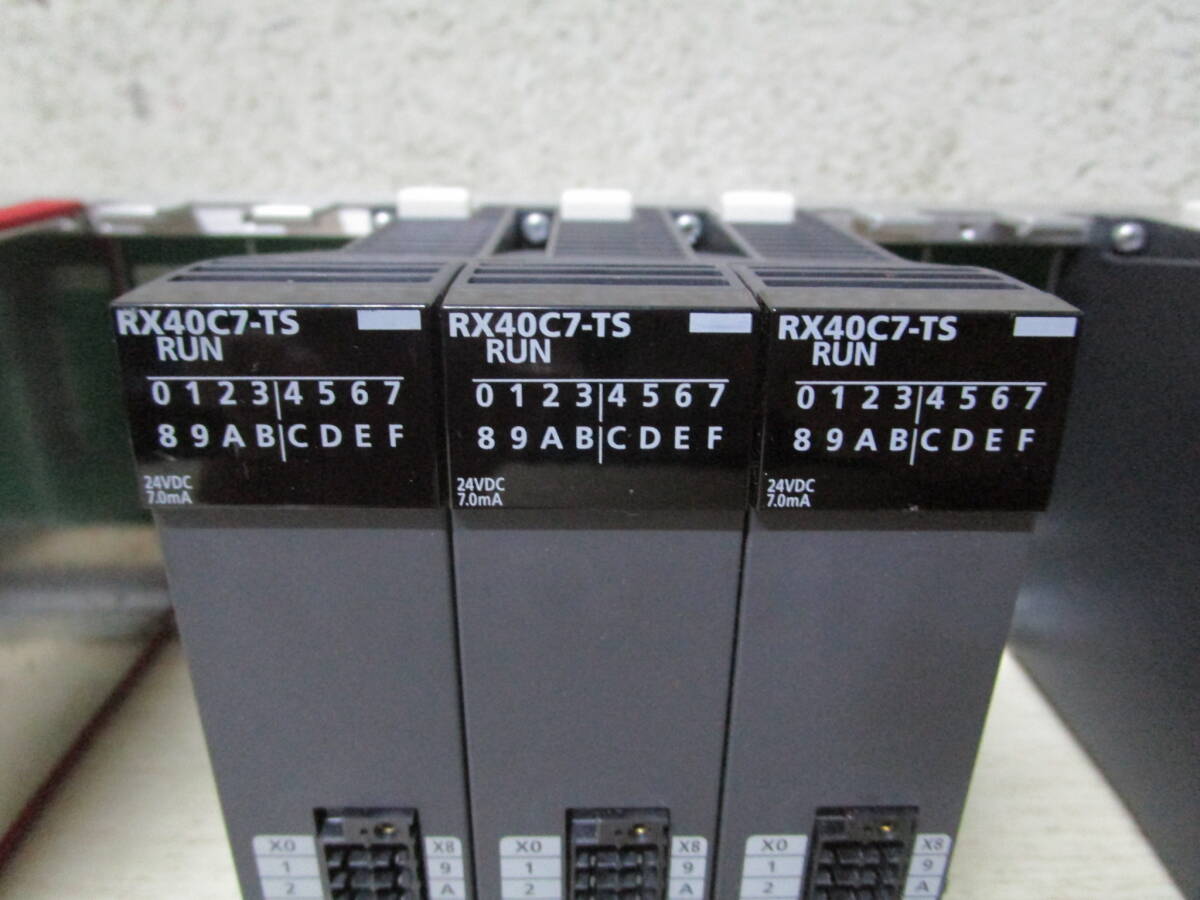 RX40C7-TS
RUN
0 1 2 3 4 5 6 7
8 9 A B C D E F
24VDC
7.0mA
X0 X8
1 9
2 A
RX40C7-TS
RUN
0 1 2 3 4 5 6 7
8 9 A B C D E F
24VDC
7.0mA
X0 X8
1 9
2 A
RX40C7-TS
RUN
0 1 2 3 4 5 6 7
8 9 A B C D E F
24VDC
7.0mA
X0 X8
1 9
2 A